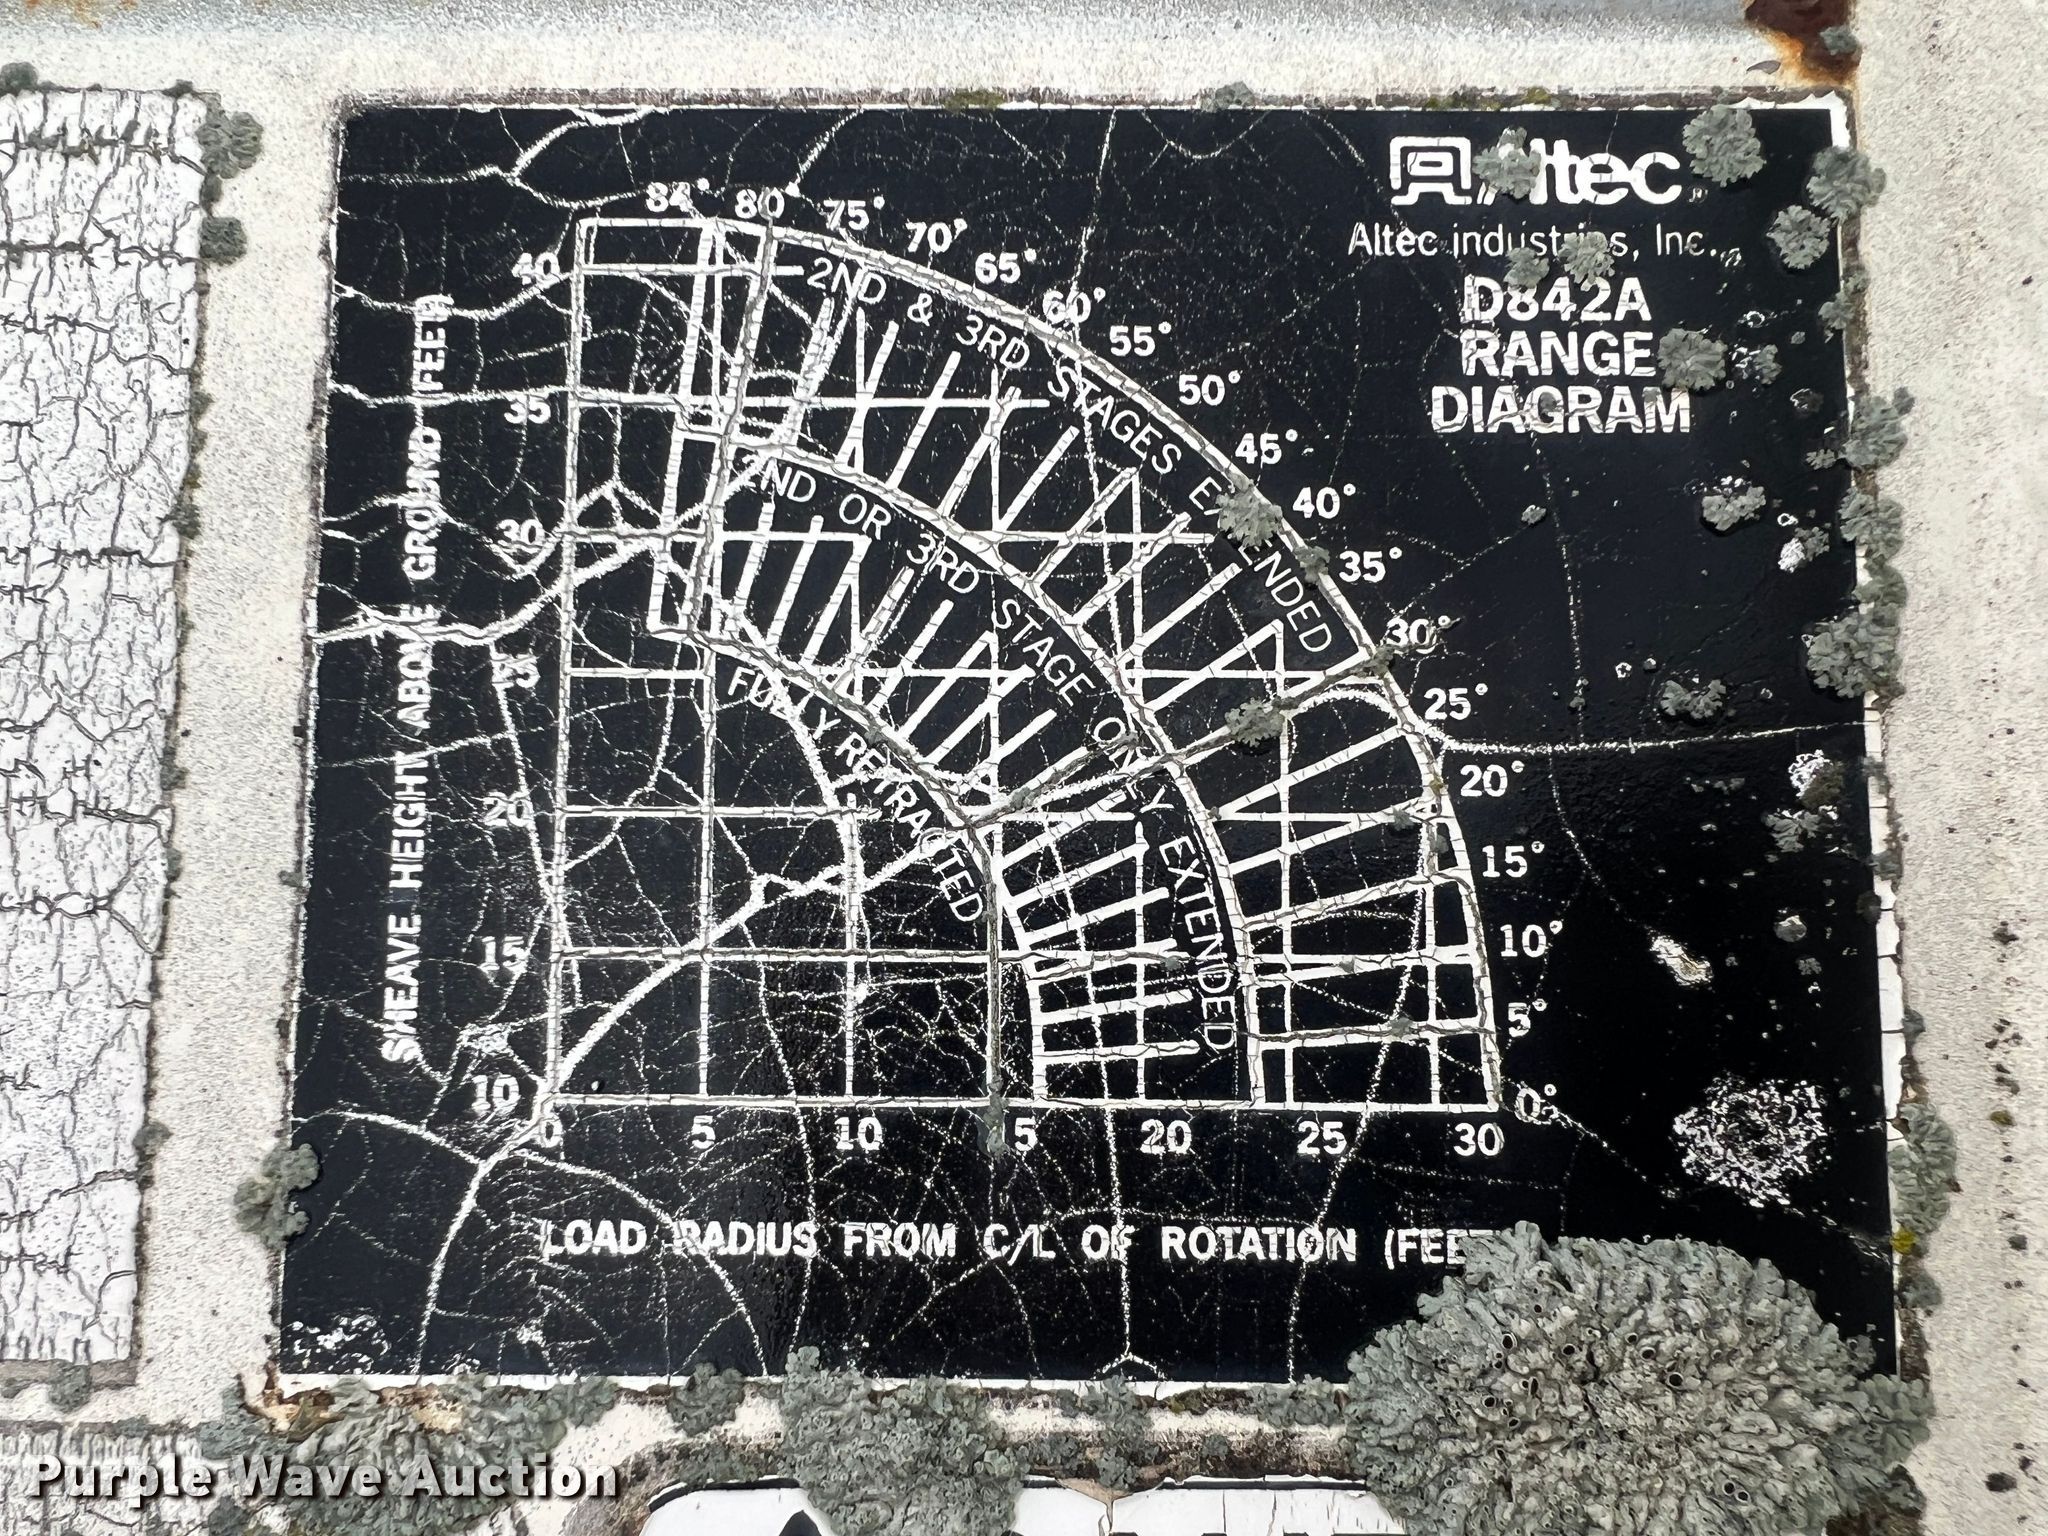 Altec
Altec industries, Inc.
D842A
RANGE
DIAGRAM
84° 80° 75° 70° 65° 60° 55° 50° 45° 40° 35° 30° 25° 20° 15° 10° 5° 0°
2ND & 3RD STAGES EXTENDED
2ND OR 3RD STAGE ONLY EXTENDED
FULLY RETRACTED
SHEAVE HEIGHT ABOVE GROUND (FEET)
40
35
30
25
20
15
10
0 5 10 15 20 25 30
LOAD RADIUS FROM C/L OF ROTATION (FEET)
Purple Wave Auction